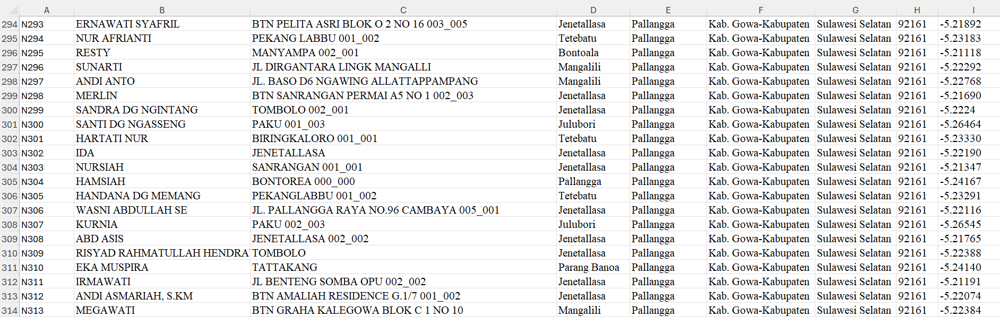 A B C D E F G H I
294 N293 ERNAWATI SYAFRIL BTN PELITA ASRI BLOK O 2 NO 16 003_005 Jenetallasa Pallangga Kab. Gowa-Kabupaten Sulawesi Selatan 92161 -5.21892
295 N294 NUR AFRIANTI PEKANG LABBU 001_002 Tetebatu Pallangga Kab. Gowa-Kabupaten Sulawesi Selatan 92161 -5.23183
296 N295 RESTY MANYAMPA 002_001 Bontoala Pallangga Kab. Gowa-Kabupaten Sulawesi Selatan 92161 -5.21118
297 N296 SUNARTI JL DIRGANTARA LINGK MANGALLI Mangalili Pallangga Kab. Gowa-Kabupaten Sulawesi Selatan 92161 -5.22292
298 N297 ANDI ANTO JL. BASO D6 NGAWING ALLATTAPPAMPANG Mangalili Pallangga Kab. Gowa-Kabupaten Sulawesi Selatan 92161 -5.22768
299 N298 MERLIN BTN SANRANGAN PERMAI A5 NO 1 002_003 Jenetallasa Pallangga Kab. Gowa-Kabupaten Sulawesi Selatan 92161 -5.21690
300 N299 SANDRA DG NGINTANG TOMBOLO 002_001 Jenetallasa Pallangga Kab. Gowa-Kabupaten Sulawesi Selatan 92161 -5.2224
301 N300 SANTI DG NGASSENG PAKU 001_003 Julubori Pallangga Kab. Gowa-Kabupaten Sulawesi Selatan 92161 -5.26464
302 N301 HARTATI NUR BIRINGKALORO 001_001 Tetebatu Pallangga Kab. Gowa-Kabupaten Sulawesi Selatan 92161 -5.23330
303 N302 IDA JENETALLASA Jenetallasa Pallangga Kab. Gowa-Kabupaten Sulawesi Selatan 92161 -5.22190
304 N303 NURSIAH SANRANGAN 001_001 Jenetallasa Pallangga Kab. Gowa-Kabupaten Sulawesi Selatan 92161 -5.21347
305 N304 HAMSIAH BONTOREA 000_000 Pallangga Pallangga Kab. Gowa-Kabupaten Sulawesi Selatan 92161 -5.24167
306 N305 HANDANA DG MEMANG PEKANGLABBU 001_002 Tetebatu Pallangga Kab. Gowa-Kabupaten Sulawesi Selatan 92161 -5.23291
307 N306 WASNI ABDULLAH SE JL. PALLANGGA RAYA NO.96 CAMBAYA 005_001 Jenetallasa Pallangga Kab. Gowa-Kabupaten Sulawesi Selatan 92161 -5.22116
308 N307 KURNIA PAKU 002_003 Julubori Pallangga Kab. Gowa-Kabupaten Sulawesi Selatan 92161 -5.26545
309 N308 ABD ASIS JENETALLASA 002_002 Jenetallasa Pallangga Kab. Gowa-Kabupaten Sulawesi Selatan 92161 -5.21765
310 N309 RISYAD RAHMATULLAH HENDRA TOMBOLO Jenetallasa Pallangga Kab. Gowa-Kabupaten Sulawesi Selatan 92161 -5.22388
311 N310 EKA MUSPIRA TATTAKANG Parang Banoa Pallangga Kab. Gowa-Kabupaten Sulawesi Selatan 92161 -5.24140
312 N311 IRMAWATI JL BENTENG SOMBA OPU 002_002 Jenetallasa Pallangga Kab. Gowa-Kabupaten Sulawesi Selatan 92161 -5.21191
313 N312 ANDI ASMARIAH, S.KM BTN AMALIAH RESIDENCE G.1/7 001_002 Jenetallasa Pallangga Kab. Gowa-Kabupaten Sulawesi Selatan 92161 -5.22074
314 N313 MEGAWATI BTN GRAHA KALEGOWA BLOK C 1 NO 10 Mangalili Pallangga Kab. Gowa-Kabupaten Sulawesi Selatan 92161 -5.22384